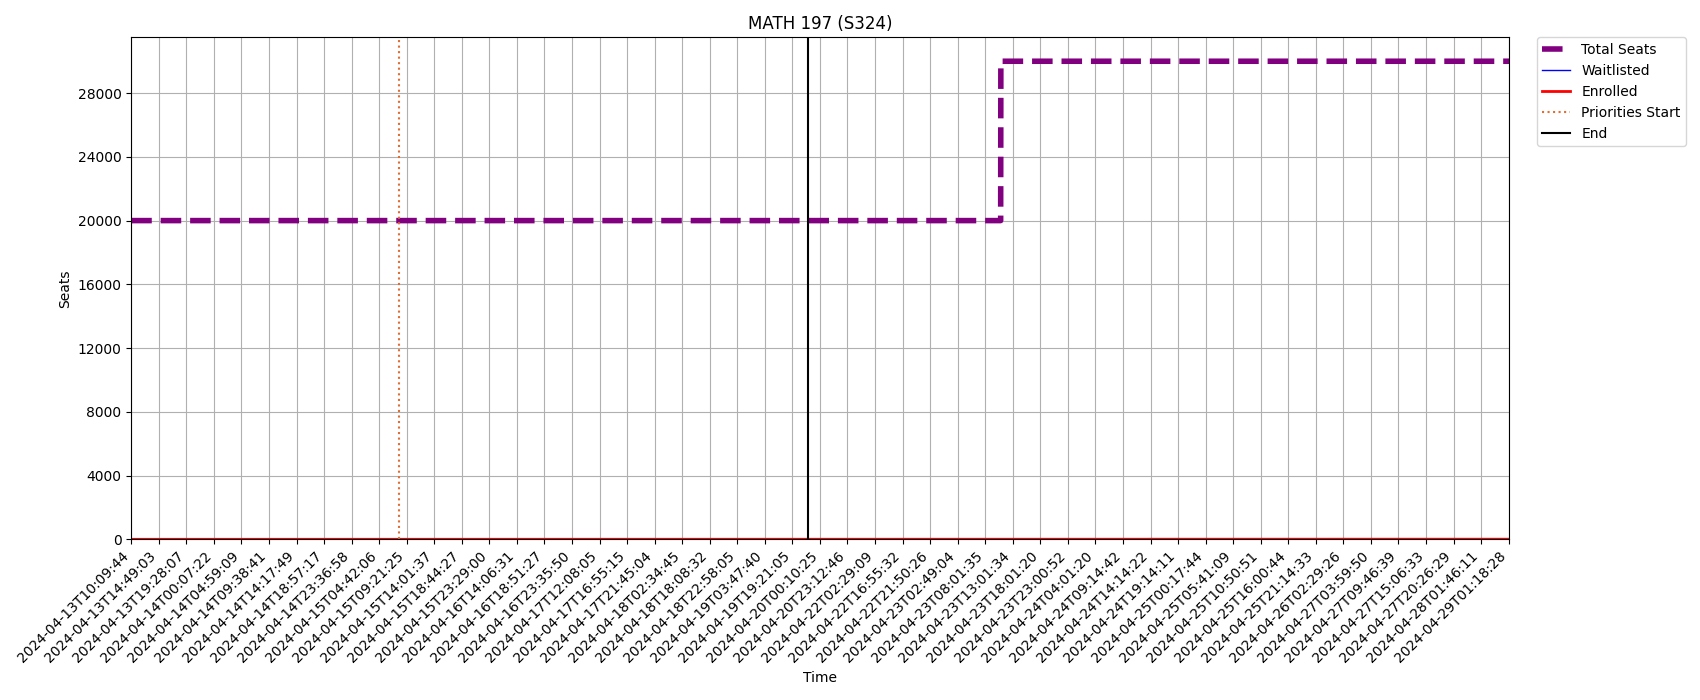 MATH 197 (S324)
Total Seats
Waitlisted
Enrolled
Priorities Start
End
Seats
28000
24000
20000
16000
12000
8000
4000
0
2024-04-13T10:09:44
2024-04-13T14:49:03
2024-04-13T19:28:07
2024-04-14T00:07:22
2024-04-14T04:59:09
2024-04-14T09:38:41
2024-04-14T14:17:49
2024-04-14T18:57:17
2024-04-14T23:36:58
2024-04-15T04:42:06
2024-04-15T09:21:25
2024-04-15T14:01:37
2024-04-15T18:44:27
2024-04-15T23:29:00
2024-04-16T14:06:31
2024-04-16T18:51:27
2024-04-16T23:35:50
2024-04-17T12:08:05
2024-04-17T16:55:15
2024-04-17T21:45:04
2024-04-18T02:34:45
2024-04-18T18:08:32
2024-04-18T22:58:05
2024-04-19T03:47:40
2024-04-19T19:21:05
2024-04-20T00:10:25
2024-04-20T23:12:46
2024-04-22T02:29:09
2024-04-22T16:55:32
2024-04-22T21:50:26
2024-04-23T02:49:04
2024-04-23T08:01:35
2024-04-23T13:01:34
2024-04-23T18:01:20
2024-04-23T23:00:52
2024-04-24T04:01:20
2024-04-24T09:14:42
2024-04-24T14:14:22
2024-04-24T19:14:11
2024-04-25T00:17:44
2024-04-25T05:41:09
2024-04-25T10:50:51
2024-04-25T16:00:44
2024-04-25T21:14:33
2024-04-26T02:29:26
2024-04-27T03:59:50
2024-04-27T09:46:39
2024-04-27T15:06:33
2024-04-27T20:26:29
2024-04-28T01:46:11
2024-04-29T01:18:28
Time